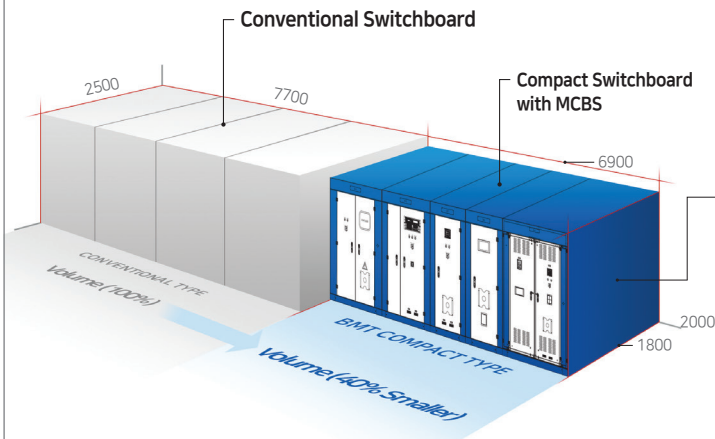 Conventional Switchboard
2500
7700
Compact Switchboard
with MCBS
6900
CONVENTIONAL TYPE
Volume (100%)
BMT COMPACT TYPE
Volume (40% Smaller)
2000
1800